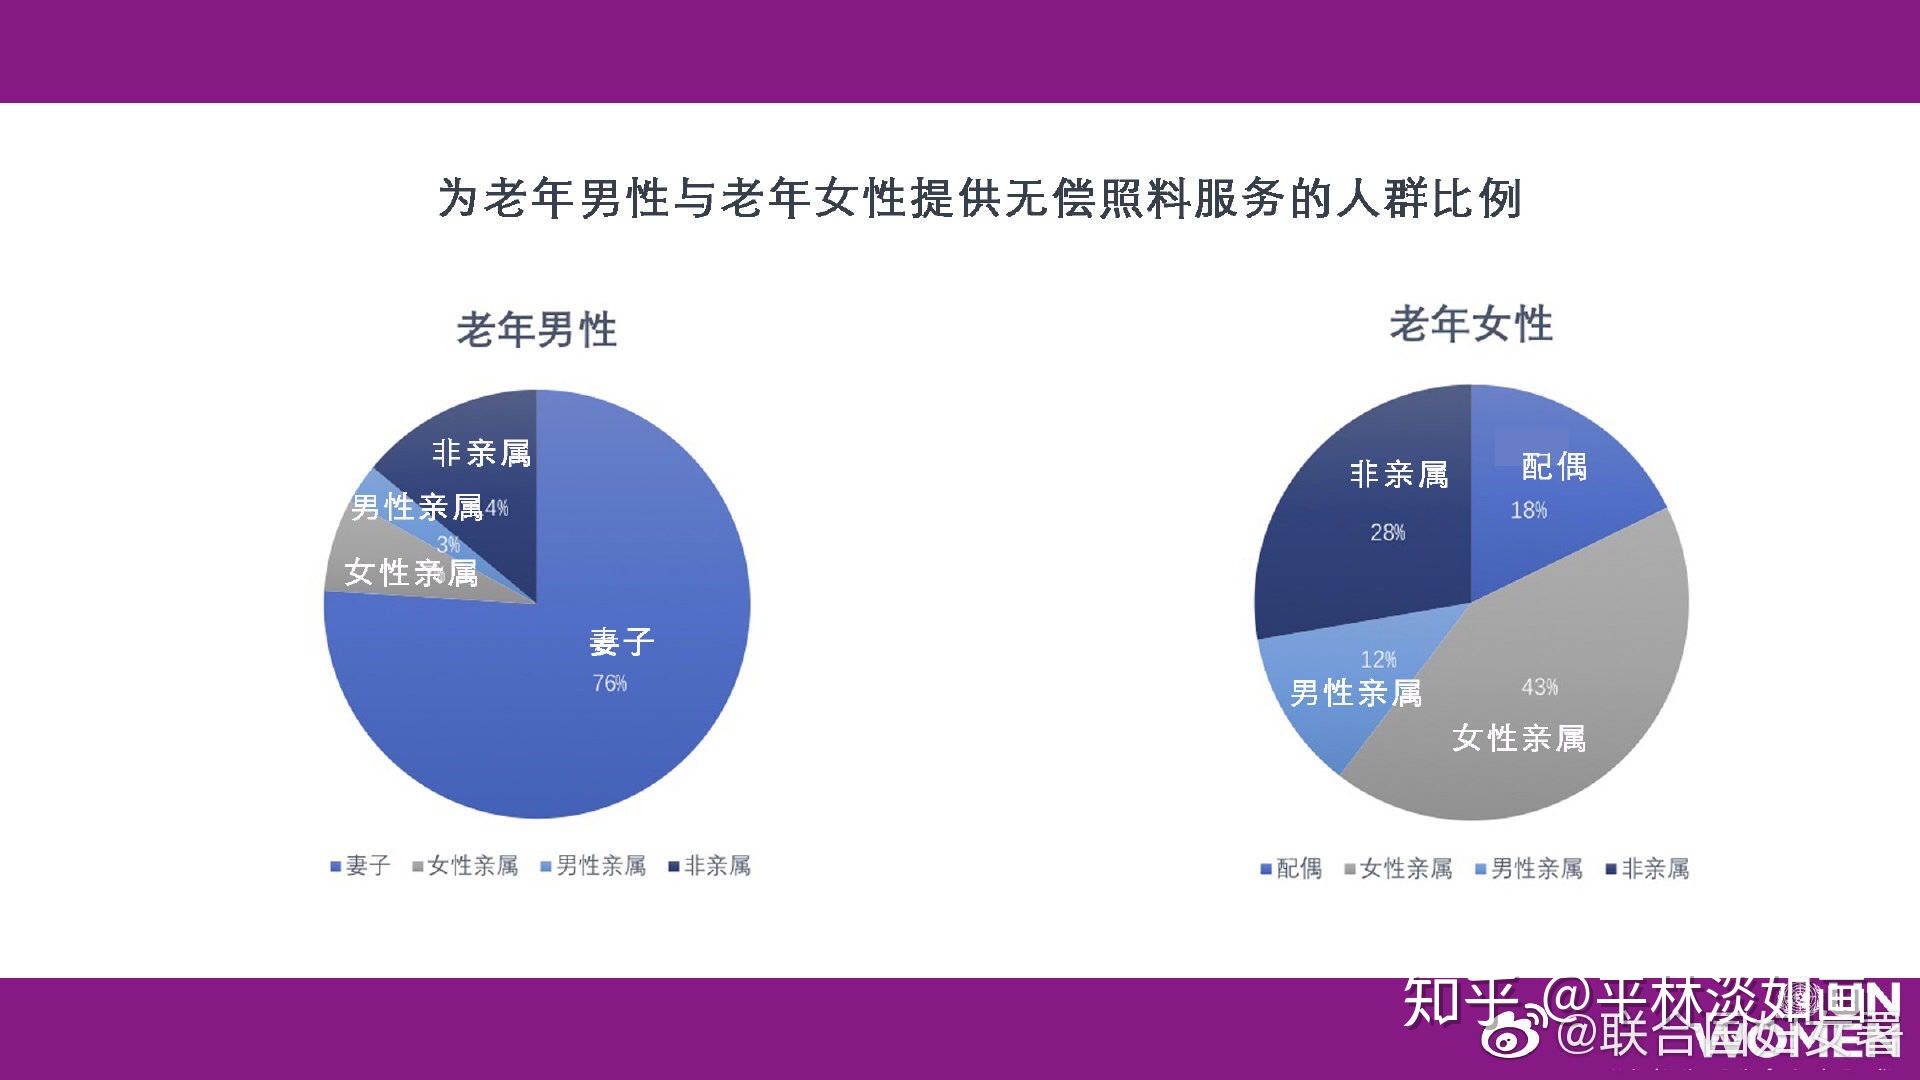 为老年男性与老年女性提供无偿照料服务的人群比例
老年男性
非亲属
4%
男性亲属
3%
女性亲属
妻子
76%
妻子 女性亲属 男性亲属 非亲属
老年女性
配偶
18%
非亲属
28%
12%
男性亲属
43%
女性亲属
配偶 女性亲属 男性亲属 非亲属
知乎 @平林淡如画
@联合国妇女署
UN
WOMEN